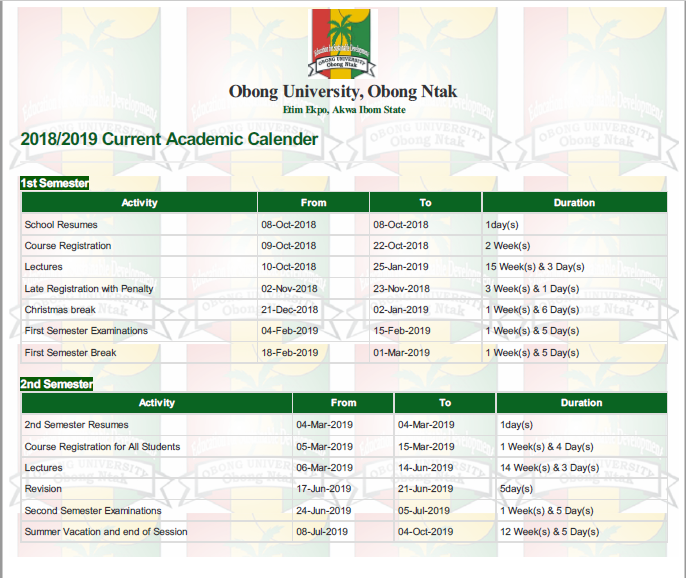 Education for Sustainable Development
OBONG UNIVERSITY
Obong Ntak
Obong University, Obong Ntak
Etim Ekpo, Akwa Ibom State
2018/2019 Current Academic Calender
1st Semester
Activity From To Duration
School Resumes 08-Oct-2018 08-Oct-2018 1day(s)
Course Registration 09-Oct-2018 22-Oct-2018 2 Week(s)
Lectures 10-Oct-2018 25-Jan-2019 15 Week(s) & 3 Day(s)
Late Registration with Penalty 02-Nov-2018 23-Nov-2018 3 Week(s) & 1 Day(s)
Christmas break 21-Dec-2018 02-Jan-2019 1 Week(s) & 6 Day(s)
First Semester Examinations 04-Feb-2019 15-Feb-2019 1 Week(s) & 5 Day(s)
First Semester Break 18-Feb-2019 01-Mar-2019 1 Week(s) & 5 Day(s)
2nd Semester
Activity From To Duration
2nd Semester Resumes 04-Mar-2019 04-Mar-2019 1day(s)
Course Registration for All Students 05-Mar-2019 15-Mar-2019 1 Week(s) & 4 Day(s)
Lectures 06-Mar-2019 14-Jun-2019 14 Week(s) & 3 Day(s)
Revision 17-Jun-2019 21-Jun-2019 5day(s)
Second Semester Examinations 24-Jun-2019 05-Jul-2019 1 Week(s) & 5 Day(s)
Summer Vacation and end of Session 08-Jul-2019 04-Oct-2019 12 Week(s) & 5 Day(s)